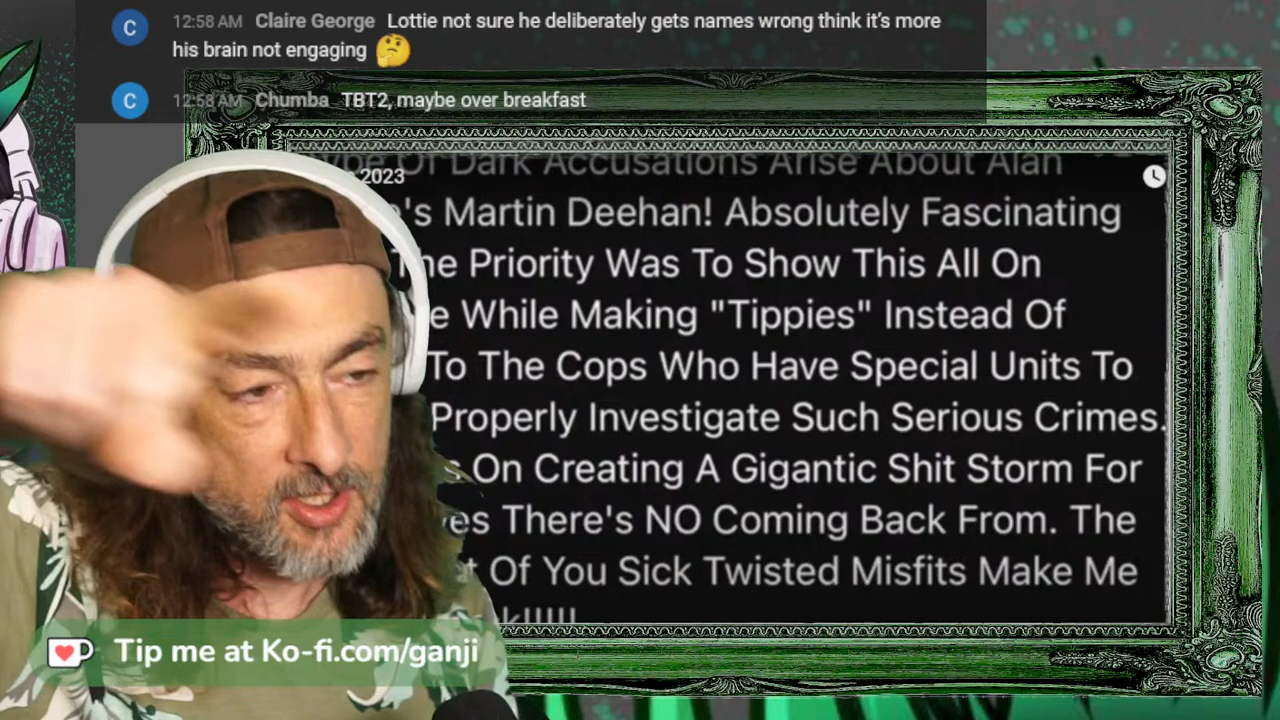 12:58 AM Claire George Lottie not sure he deliberately gets names wrong think it's more
his brain not engaging
C
12:58 AM Chumba TBT2, maybe over breakfast
C
Of Dark Accusations Arise About Alan
2023
's Martin Deehan! Absolutely Fascinating
The Priority Was To Show This All On
e While Making "Tippies" Instead Of
To The Cops Who Have Special Units To
Properly Investigate Such Serious Crimes.
s On Creating A Gigantic Shit Storm For
es There's NO Coming Back From. The
t Of You Sick Twisted Misfits Make Me
k!!!!!
Tip me at Ko-fi.com/ganji